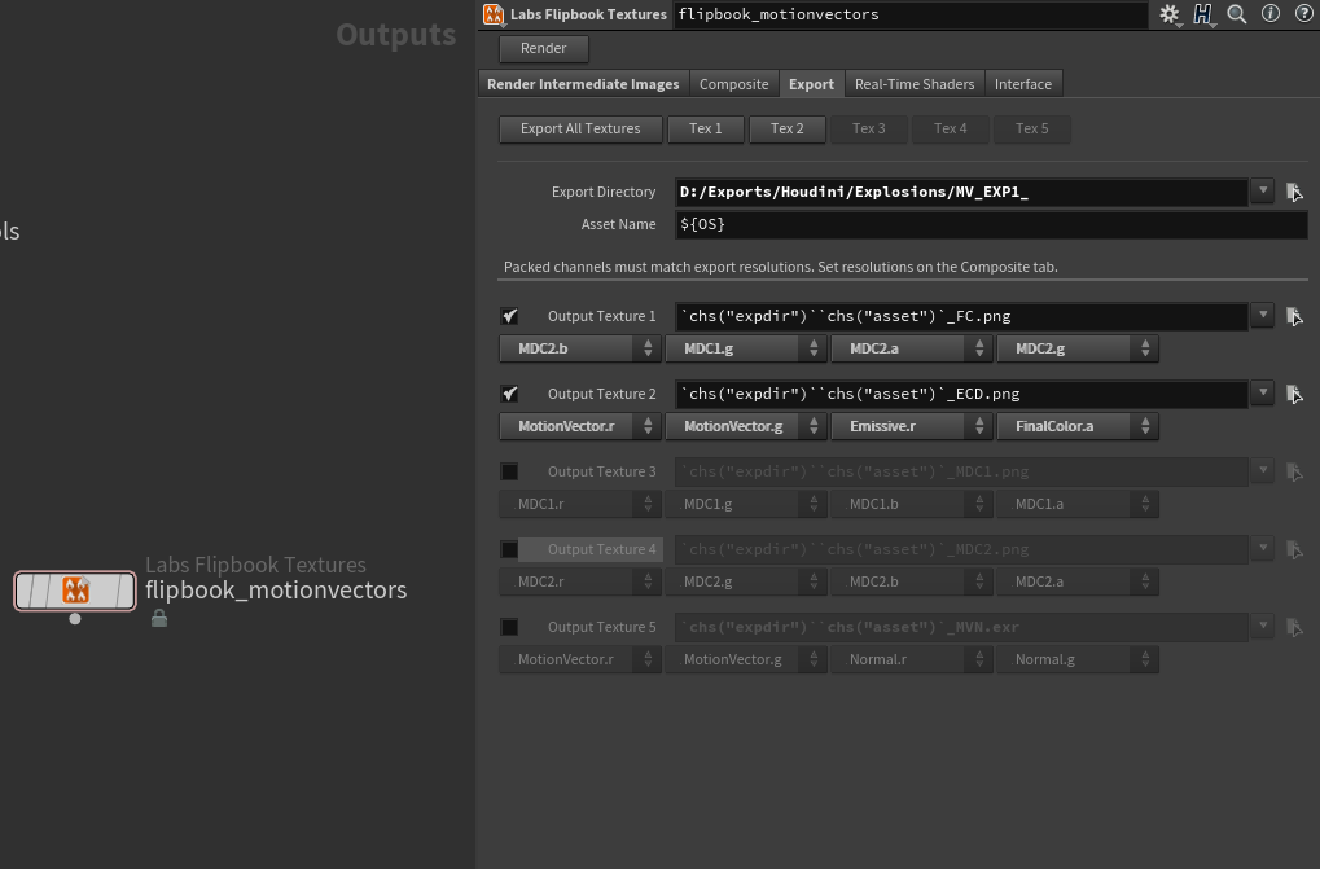 Outputs
ols
Labs Flipbook Textures
flipbook_motionvectors
Labs Flipbook Textures flipbook_motionvectors
Render
Render Intermediate Images Composite Export Real-Time Shaders Interface
Export All Textures Tex 1 Tex 2 Tex 3 Tex 4 Tex 5
Export Directory D:/Exports/Houdini/Explosions/MV_EXP1_
Asset Name ${OS}
Packed channels must match export resolutions. Set resolutions on the Composite tab.
Output Texture 1 `chs("expdir")``chs("asset")`_FC.png
MDC2.b MDC1.g MDC2.a MDC2.g
Output Texture 2 `chs("expdir")``chs("asset")`_ECD.png
MotionVector.r MotionVector.g Emissive.r FinalColor.a
Output Texture 3 `chs("expdir")``chs("asset")`_MDC1.png
MDC1.r MDC1.g MDC1.b MDC1.a
Output Texture 4 `chs("expdir")``chs("asset")`_MDC2.png
MDC2.r MDC2.g MDC2.b MDC2.a
Output Texture 5 `chs("expdir")``chs("asset")`_MVN.exr
MotionVector.r MotionVector.g Normal.r Normal.g